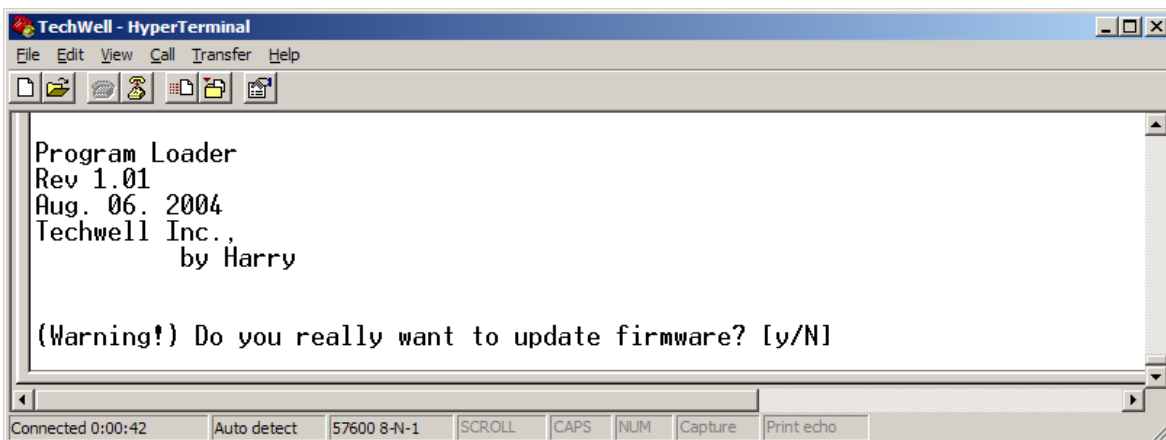 TechWell - HyperTerminal
File Edit View Call Transfer Help
Program Loader
Rev 1.01
Aug. 06. 2004
Techwell Inc.,
by Harry
(Warning!) Do you really want to update firmware? [y/N]
Connected 0:00:42 Auto detect 57600 8-N-1 SCROLL CAPS NUM Capture Print echo